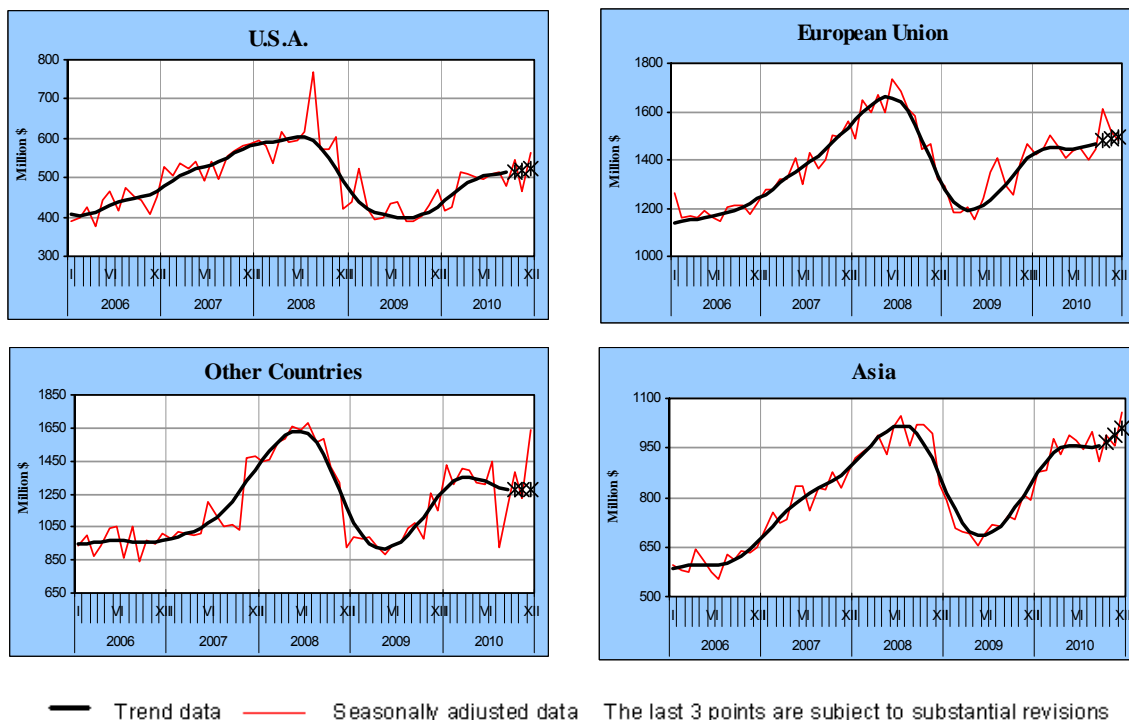 U.S.A.
800
700
600
500
400
300
Million $
I VI XII VI XII VI XIII VI XIII VI XII
2006 2007 2008 2009 2010
European Union
1800
1600
1400
1200
1000
Million $
I VI XII VI XII VI XII VI XIII VI XII
2006 2007 2008 2009 2010
Other Countries
1850
1650
1450
1250
1050
850
650
Million $
I VI XIII VI XII VI XII VI XIII VI XII
2006 2007 2008 2009 2010
Asia
1100
950
800
650
500
Million $
I VI XII VI XII VI XII VI XII VI XII
2006 2007 2008 2009 2010
Trend data Seasonally adjusted data The last 3 points are subject to substantial revisions